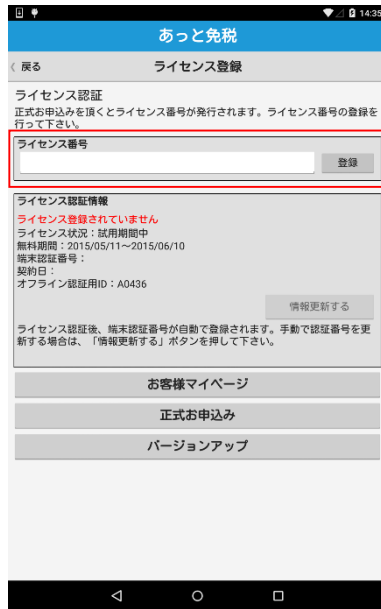 14:35
あっと免税
戻る
ライセンス登録
ライセンス認証
正式お申込みを頂くとライセンス番号が発行されます。ライセンス番号の登録を
行って下さい。
ライセンス番号
登録
ライセンス認証情報
ライセンス登録されていません
ライセンス状況：試用期間中
無料期間：2015/05/11～2015/06/10
端末認証番号：
契約日：
オフライン認証用ID：A0436
情報更新する
ライセンス認証後、端末認証番号が自動で登録されます。手動で認証番号を更
新する場合は、「情報更新する」ボタンを押して下さい。
お客様マイページ
正式お申込み
バージョンアップ